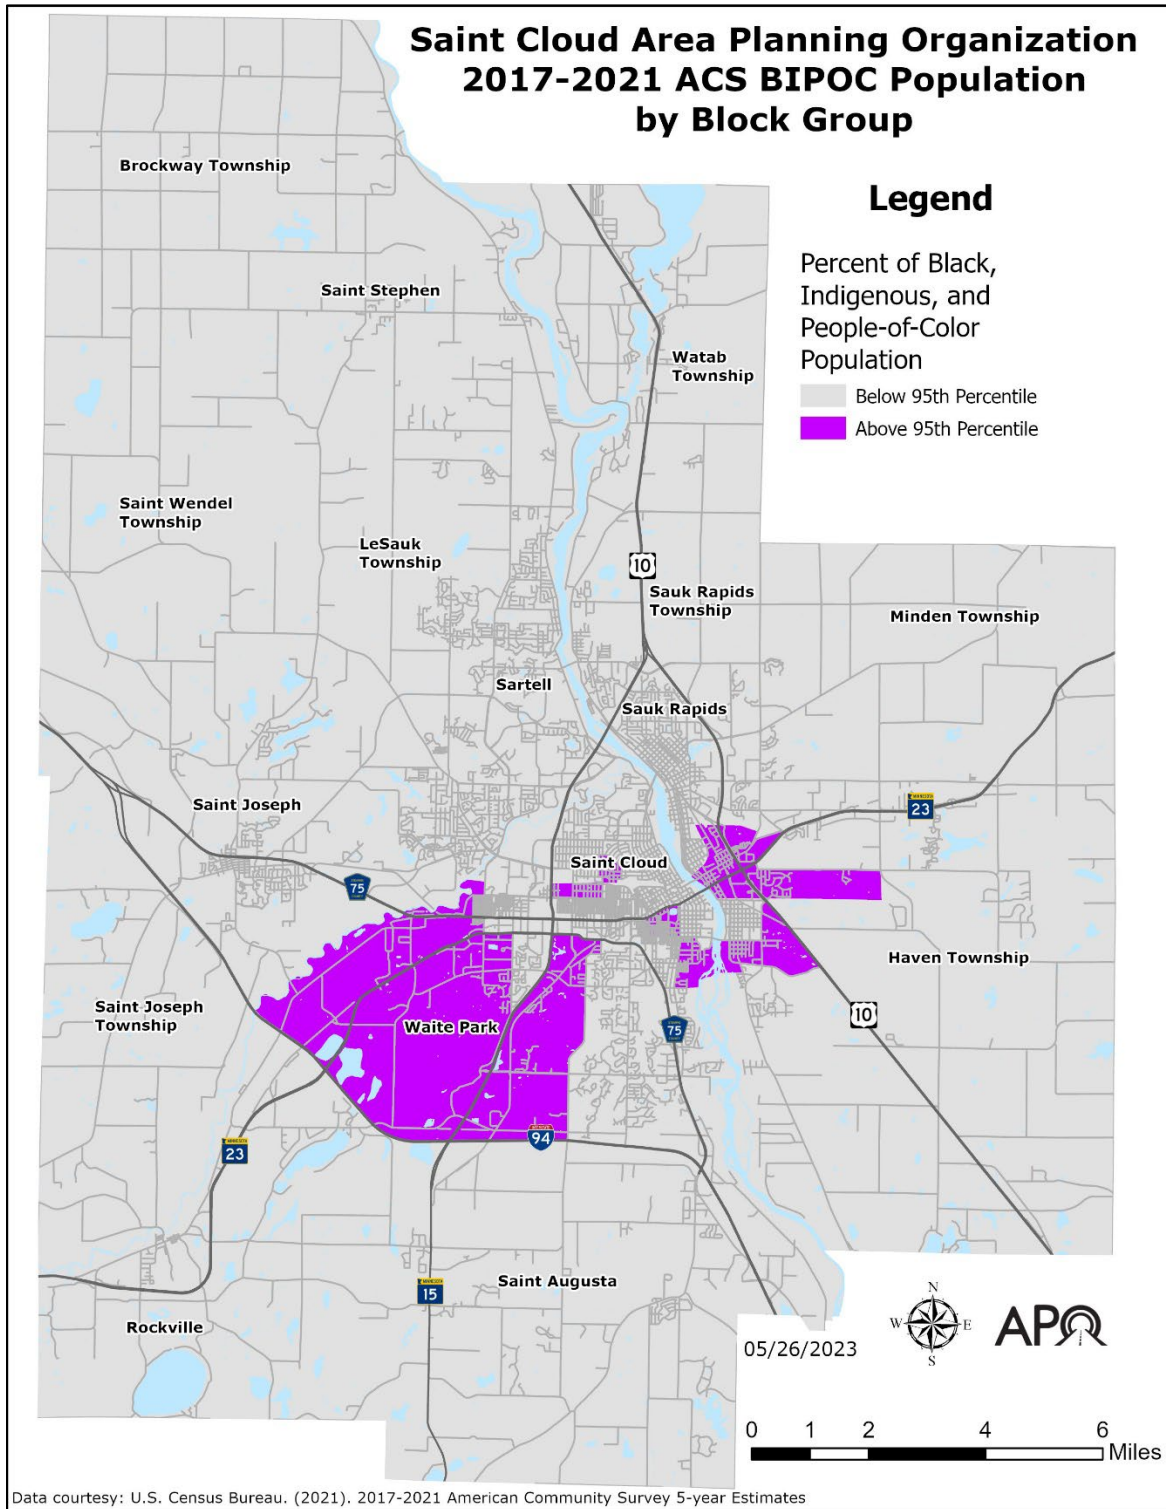 Saint Cloud Area Planning Organization
2017-2021 ACS BIPOC Population
by Block Group
Legend
Percent of Black,
Indigenous, and
People-of-Color
Population
Below 95th Percentile
Above 95th Percentile
Brockway Township
Saint Stephen
Watab
Township
Saint Wendel
Township
LeSauk
Township
10
Sauk Rapids
Township
Minden Township
Sartell
Sauk Rapids
Saint Joseph
MINNESOTA
23
Saint Cloud
75
Haven Township
Saint Joseph
Township
Waite Park
10
75
94
MINNESOTA
23
Saint Augusta
MINNESOTA
15
Rockville
N
W
E
S
APO
05/26/2023
0 1 2 4 6
Miles
Data courtesy: U.S. Census Bureau. (2021). 2017-2021 American Community Survey 5-year Estimates